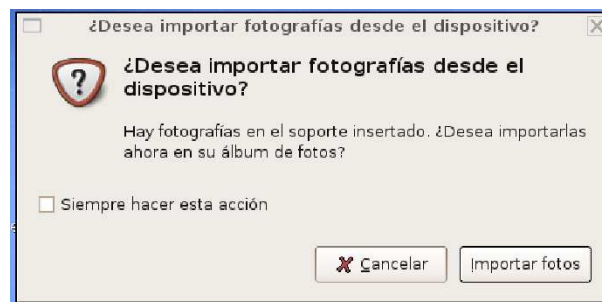 ¿Desea importar fotografías desde el dispositivo?
¿Desea importar fotografías desde el
dispositivo?
Hay fotografías en el soporte insertado. ¿Desea importarlas
ahora en su álbum de fotos?
Siempre hacer esta acción
Cancelar
Importar fotos